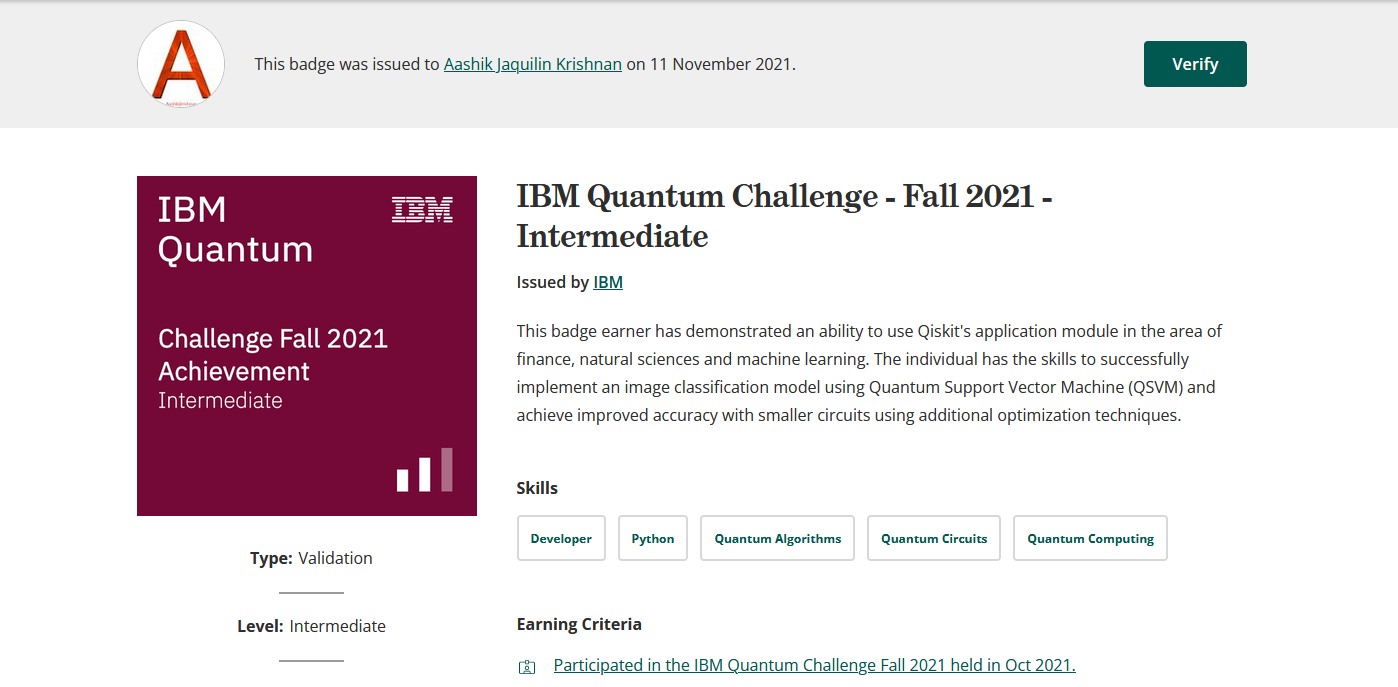 A
This badge was issued to Aashik Jaquilin Krishnan on 11 November 2021.
Verify
IBM
Quantum
IBM
Challenge Fall 2021
Achievement
Intermediate
Type: Validation
Level: Intermediate
IBM Quantum Challenge - Fall 2021 -
Intermediate
Issued by IBM
This badge earner has demonstrated an ability to use Qiskit's application module in the area of
finance, natural sciences and machine learning. The individual has the skills to successfully
implement an image classification model using Quantum Support Vector Machine (QSVM) and
achieve improved accuracy with smaller circuits using additional optimization techniques.
Skills
Developer
Python
Quantum Algorithms
Quantum Circuits
Quantum Computing
Earning Criteria
Participated in the IBM Quantum Challenge Fall 2021 held in Oct 2021.